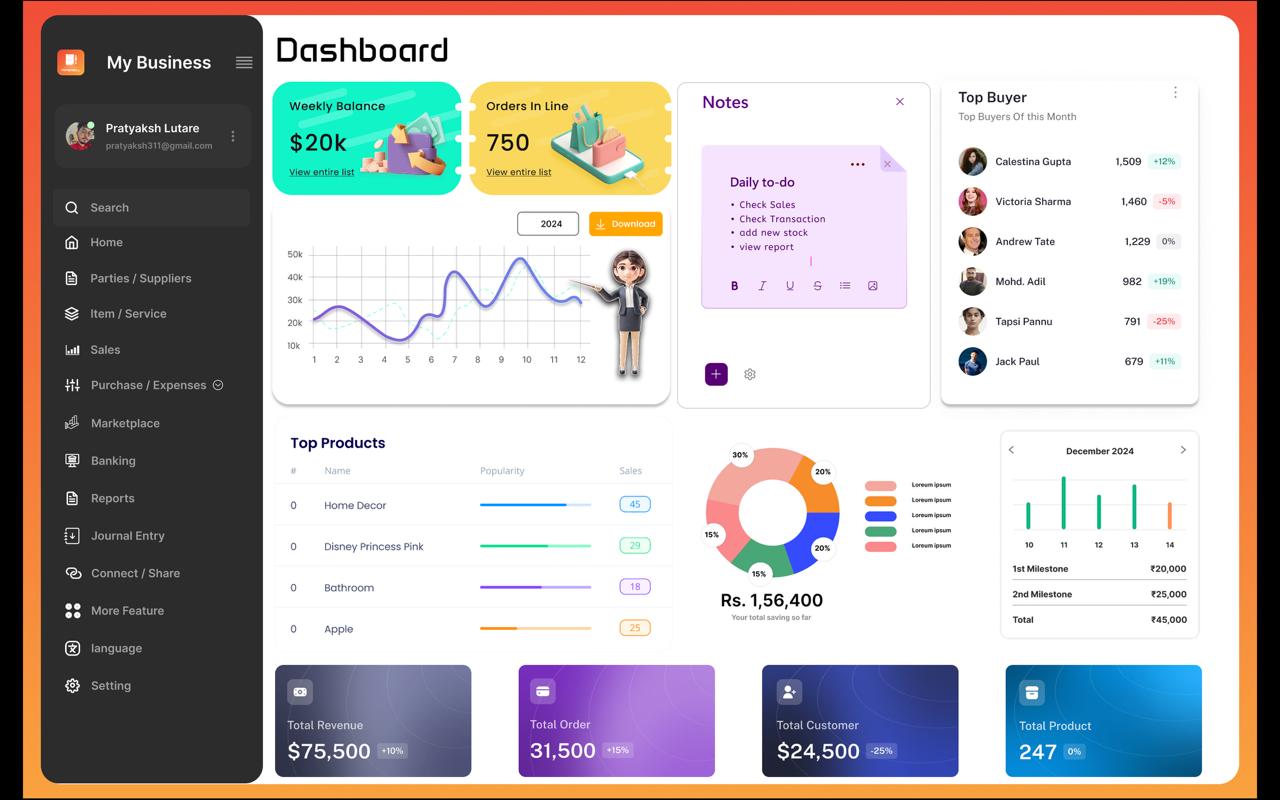 My Business
Pratyaksh Lutare
pratyaksh311@gmail.com
Search
Home
Parties / Suppliers
Item / Service
Sales
Purchase / Expenses
Marketplace
Banking
Reports
Journal Entry
Connect / Share
More Feature
language
Setting
Dashboard
Weekly Balance
$20k
View entire list
Orders In Line
750
View entire list
2024
Download
50k
40k
30k
20k
10k
1 2 3 4 5 6 7 8 9 10 11 12
Notes
Daily to-do
• Check Sales
• Check Transaction
• add new stock
• view report
B I U S
Top Buyer
Top Buyers Of this Month
Calestina Gupta 1,509 +12%
Victoria Sharma 1,460 -5%
Andrew Tate 1,229 0%
Mohd. Adil 982 +19%
Tapsi Pannu 791 -25%
Jack Paul 679 +11%
Top Products
# Name Popularity Sales
0 Home Decor 45
0 Disney Princess Pink 29
0 Bathroom 18
0 Apple 25
30%
20%
15%
20%
15%
Lorem ipsum
Lorem ipsum
Lorem ipsum
Lorem ipsum
Lorem ipsum
Rs. 1,56,400
Your total saving so far
December 2024
10 11 12 13 14
1st Milestone ₹20,000
2nd Milestone ₹25,000
Total ₹45,000
Total Revenue
$75,500 +10%
Total Order
31,500 +15%
Total Customer
$24,500 -25%
Total Product
247 0%